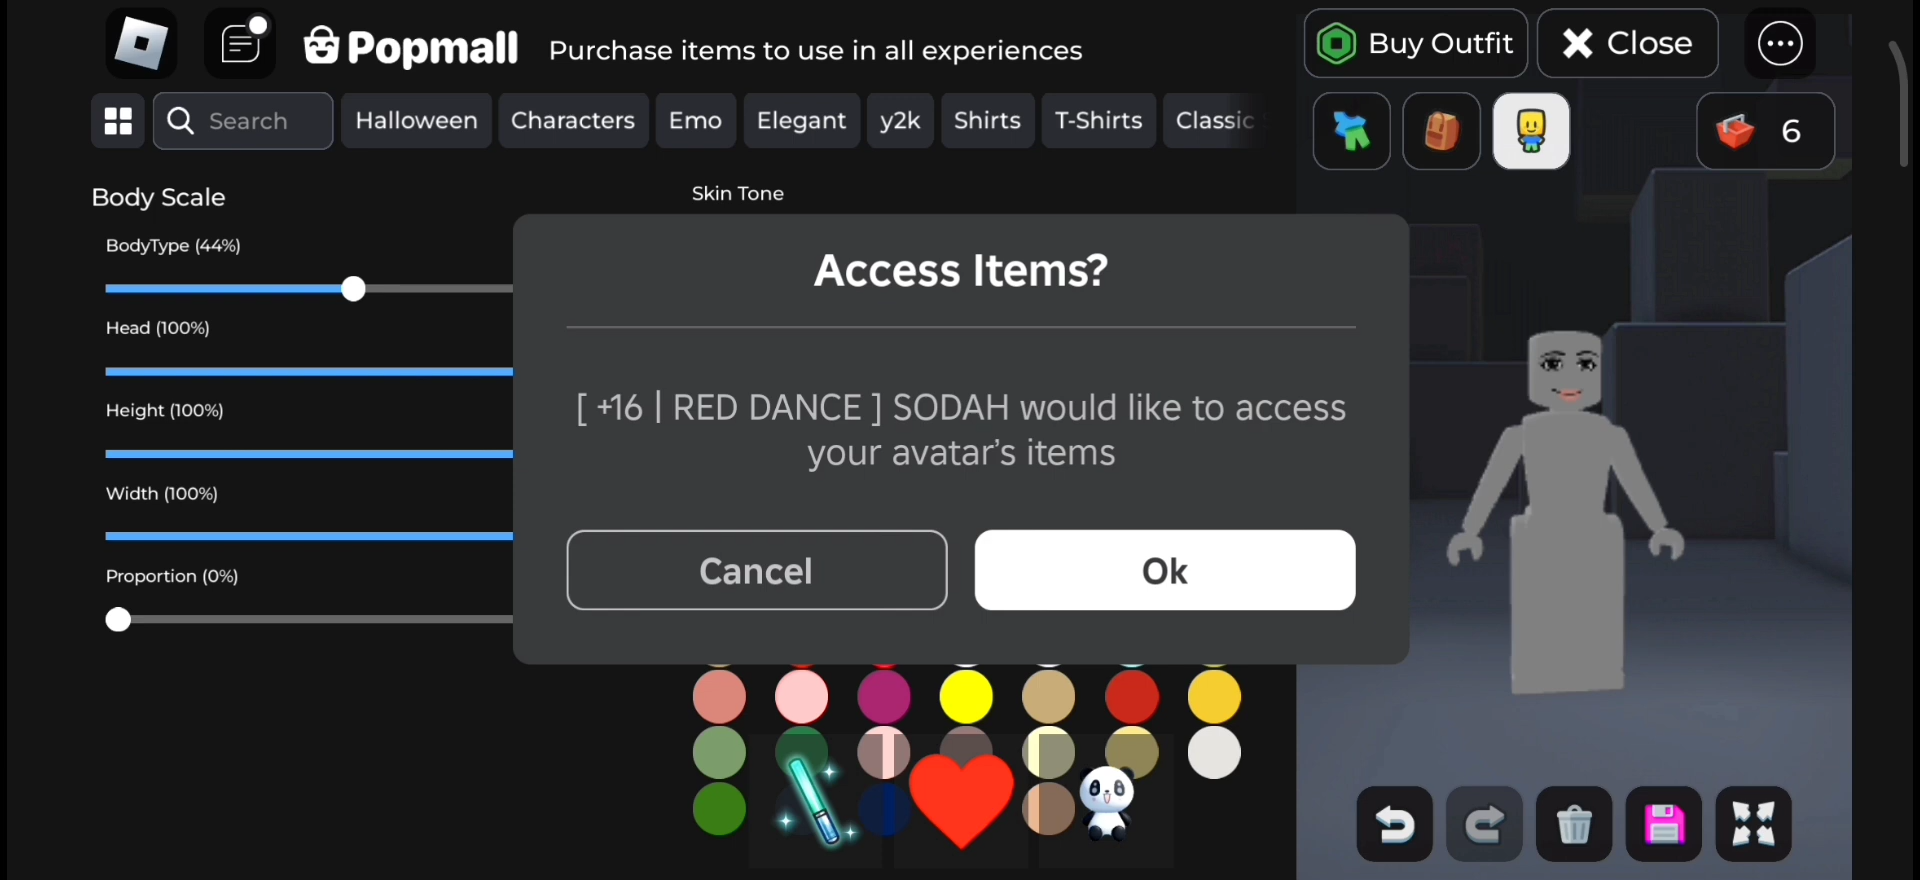 Popmall
Purchase items to use in all experiences
Buy Outfit
Close
Search
Halloween
Characters
Emo
Elegant
y2k
Shirts
T-Shirts
Classic
6
Body Scale
Skin Tone
BodyType (44%)
Head (100%)
Height (100%)
Width (100%)
Proportion (0%)
Access Items?
[ +16 | RED DANCE ] SODAH would like to access
your avatar's items
Cancel
Ok